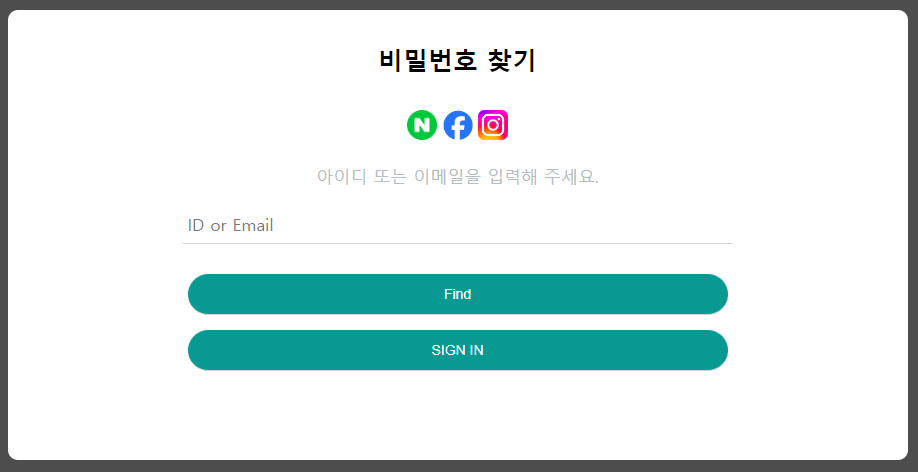 비밀번호 찾기
N f
아이디 또는 이메일을 입력해 주세요.
ID or Email
Find
SIGN IN